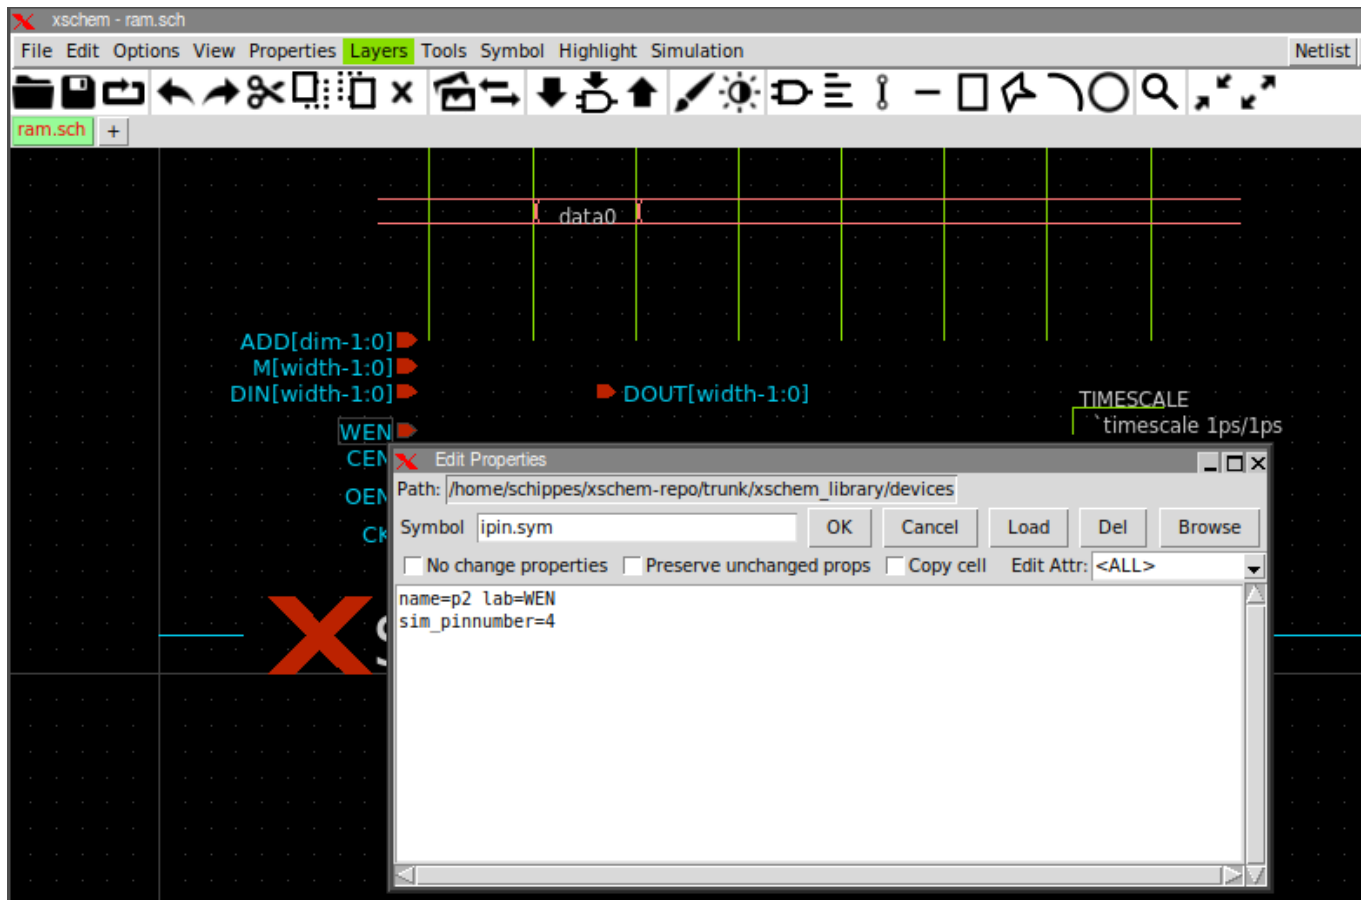 xschem - ram.sch
File Edit Options View Properties Layers Tools Symbol Highlight Simulation Netlist
ram.sch +
data0
ADD[dim-1:0]
M[width-1:0]
DIN[width-1:0] DOUT[width-1:0]
TIMESCALE
`timescale 1ps/1ps
WEN
CEN
OEN
CK
Edit Properties
Path: /home/schippes/xschem-repo/trunk/xschem_library/devices
Symbol ipin.sym OK Cancel Load Del Browse
No change properties Preserve unchanged props Copy cell Edit Attr: <ALL>
name=p2 lab=WEN
sim_pinnumber=4